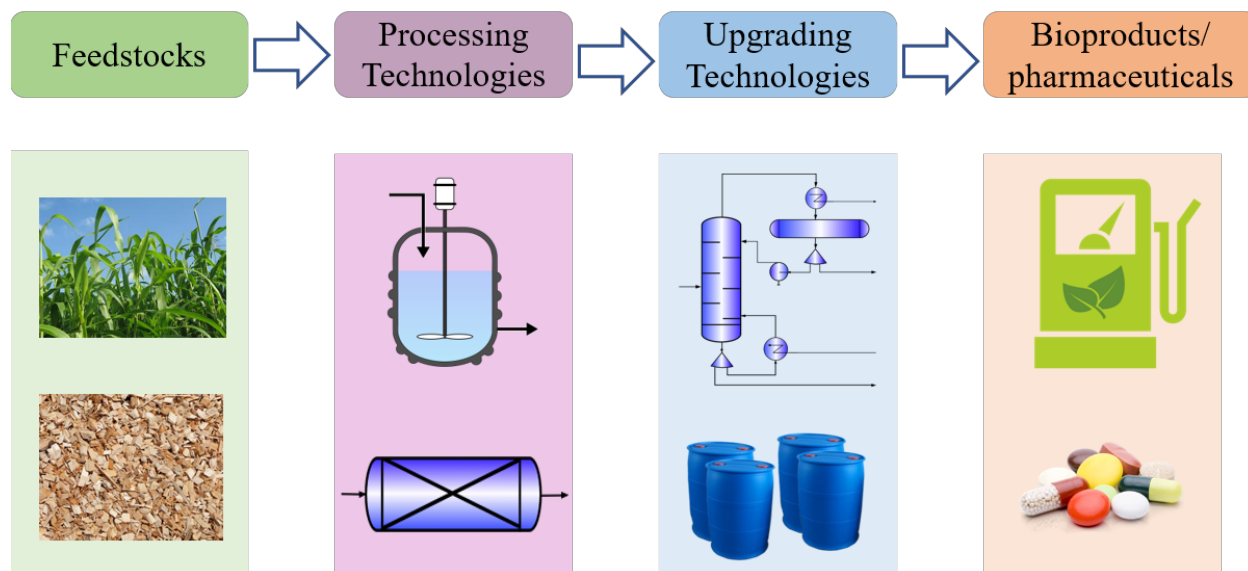 Feedstocks
Processing
Technologies
Upgrading
Technologies
Bioproducts/
pharmaceuticals